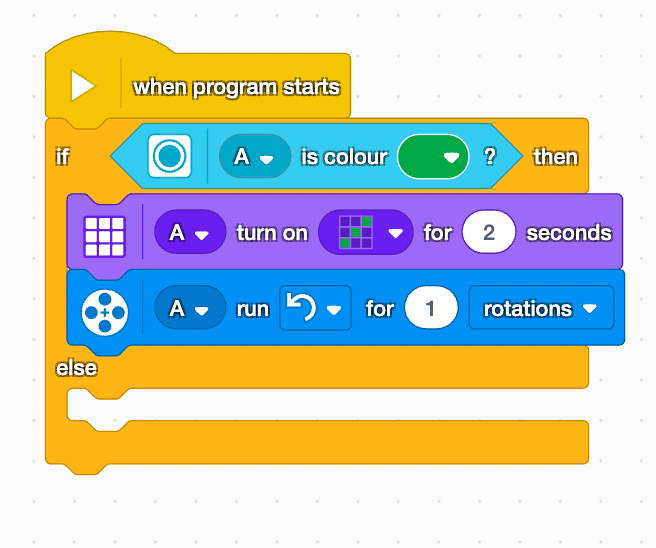 when program starts
if A is colour ? then
A turn on for 2 seconds
A run for 1 rotations
else